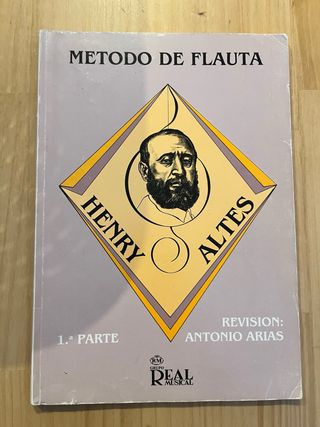 METODO DE FLAUTA
HENRY ALTES
1.ª PARTE
REVISION:
ANTONIO ARIAS
RM
GRUPO
REAL
MUSICAL